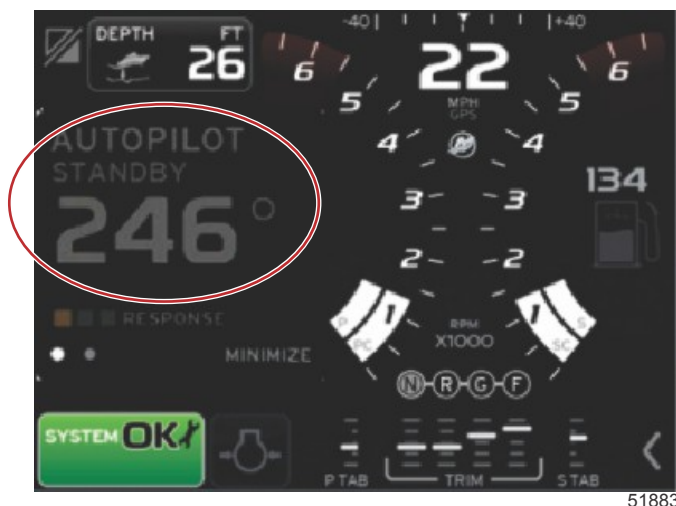 DEPTH FT
26
-40 +40
22
MPH
GPS
6 6
5 5
4 4
3 3
2 2
1 1
P S
PC SC
RPM
X1000
N R G F
AUTOPILOT
STANDBY
246°
RESPONSE
MINIMIZE
134
SYSTEM OK
P TAB TRIM S TAB
51883